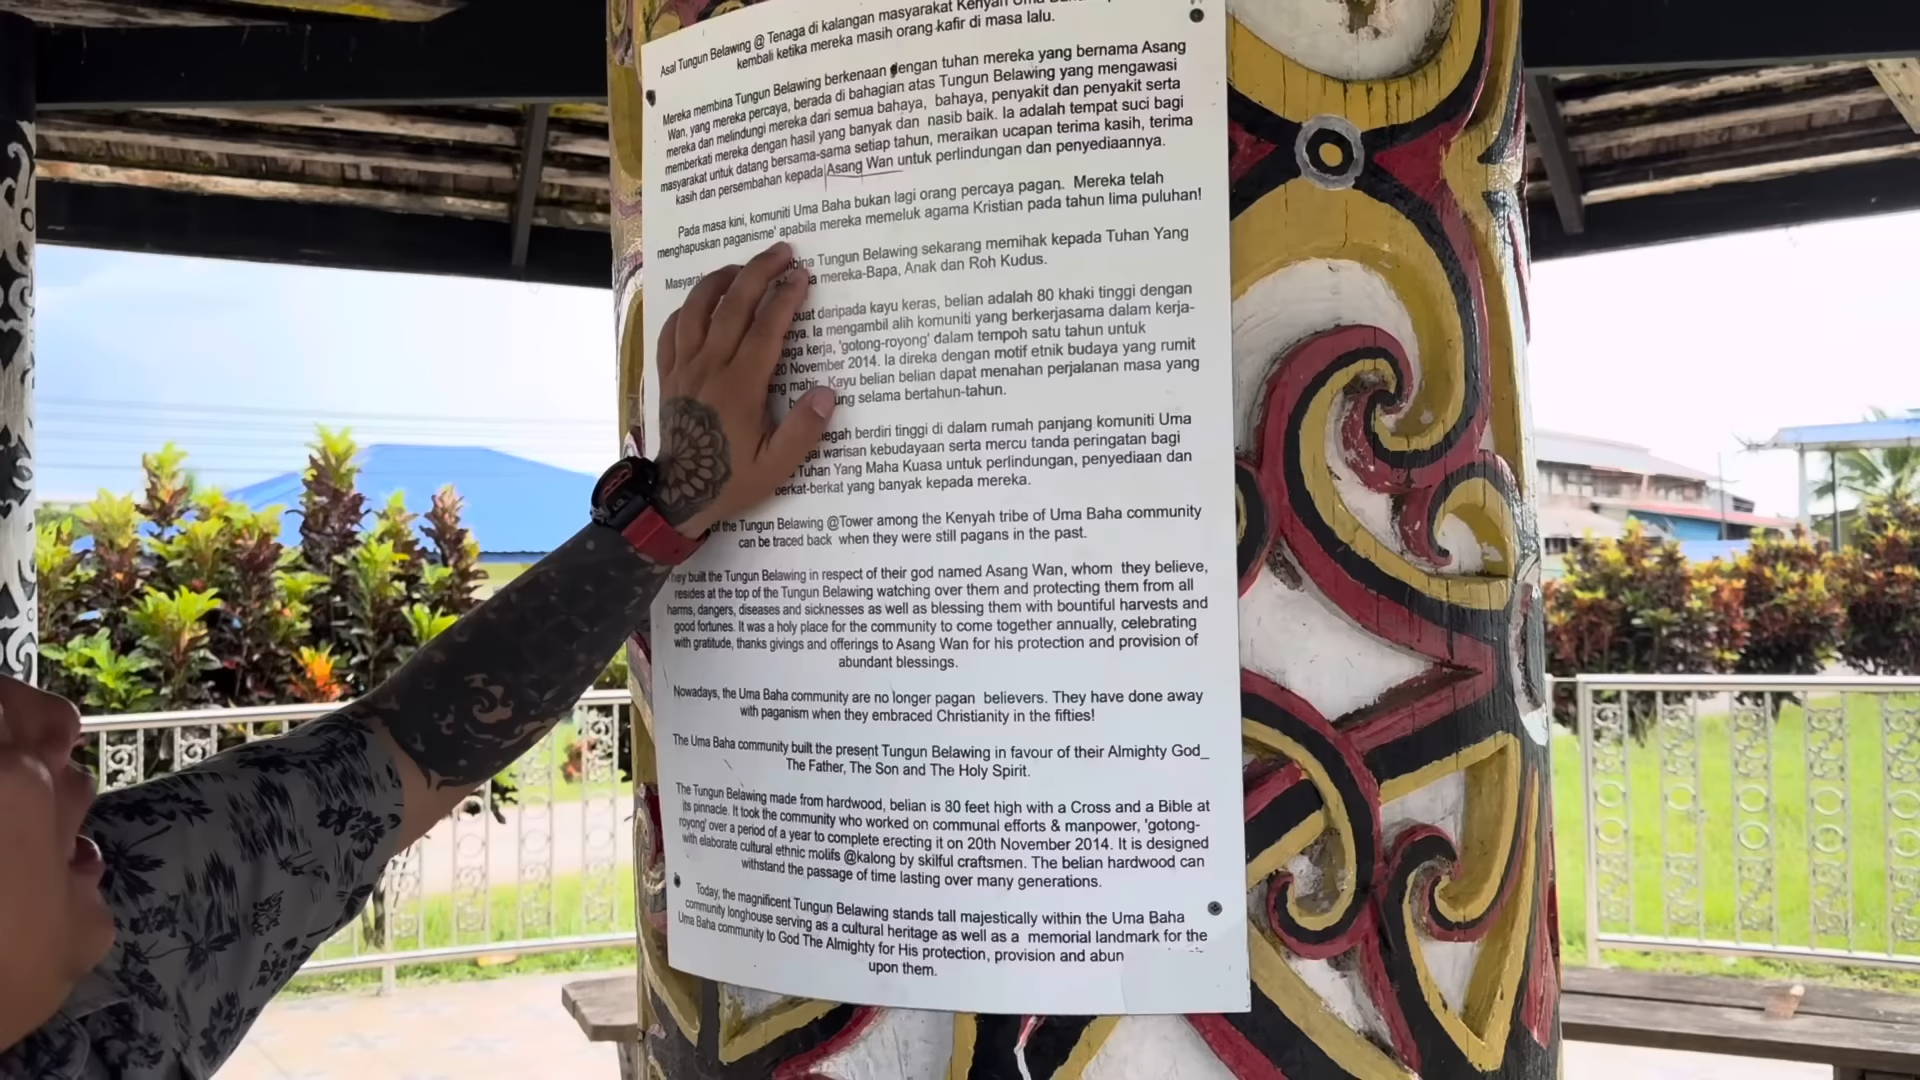 Asal Tungun Belawing @ Tenaga di kalangan masyarakat Kenyah Uma
kembali ketika mereka masih orang kafir di masa lalu.
Mereka membina Tungun Belawing berkenaan dengan tuhan mereka yang bernama Asang
Wan, yang mereka percaya, berada di bahagian atas Tungun Belawing yang mengawasi
mereka dan melindungi mereka dari semua bahaya, bahaya, penyakit dan penyakit serta
memberkati mereka dengan hasil yang banyak dan nasib baik. Ia adalah tempat suci bagi
masyarakat untuk datang bersama-sama setiap tahun, meraikan ucapan terima kasih, terima
kasih dan persembahan kepada Asang Wan untuk perlindungan dan penyediaannya.
Pada masa kini, komuniti Uma Baha bukan lagi orang percaya pagan. Mereka telah
menghapuskan paganisme' apabila mereka memeluk agama Kristian pada tahun lima puluhan!
Masyara bina Tungun Belawing sekarang memihak kepada Tuhan Yang
a mereka-Bapa, Anak dan Roh Kudus.
buat daripada kayu keras, belian adalah 80 khaki tinggi dengan
nya. Ia mengambil alih komuniti yang berkerjasama dalam kerja-
aga kerja, 'gotong-royong' dalam tempoh satu tahun untuk
20 November 2014. Ia direka dengan motif etnik budaya yang rumit
ang mahir. Kayu belian belian dapat menahan perjalanan masa yang
b ung selama bertahun-tahun.
egah berdiri tinggi di dalam rumah panjang komuniti Uma
gai warisan kebudayaan serta mercu tanda peringatan bagi
Tuhan Yang Maha Kuasa untuk perlindungan, penyediaan dan
berkat-berkat yang banyak kepada mereka.
of the Tungun Belawing @Tower among the Kenyah tribe of Uma Baha community
can be traced back when they were still pagans in the past.
They built the Tungun Belawing in respect of their god named Asang Wan, whom they believe,
resides at the top of the Tungun Belawing watching over them and protecting them from all
harms, dangers, diseases and sicknesses as well as blessing them with bountiful harvests and
good fortunes. It was a holy place for the community to come together annually, celebrating
with gratitude, thanks givings and offerings to Asang Wan for his protection and provision of
abundant blessings.
Nowadays, the Uma Baha community are no longer pagan believers. They have done away
with paganism when they embraced Christianity in the fifties!
The Uma Baha community built the present Tungun Belawing in favour of their Almighty God_
The Father, The Son and The Holy Spirit.
The Tungun Belawing made from hardwood, belian is 80 feet high with a Cross and a Bible at
its pinnacle. It took the community who worked on communal efforts & manpower, 'gotong-
royong' over a period of a year to complete erecting it on 20th November 2014. It is designed
with elaborate cultural ethnic motifs @kalong by skilful craftsmen. The belian hardwood can
withstand the passage of time lasting over many generations.
Today, the magnificent Tungun Belawing stands tall majestically within the Uma Baha
community longhouse serving as a cultural heritage as well as a memorial landmark for the
Uma Baha community to God The Almighty for His protection, provision and abun
upon them.